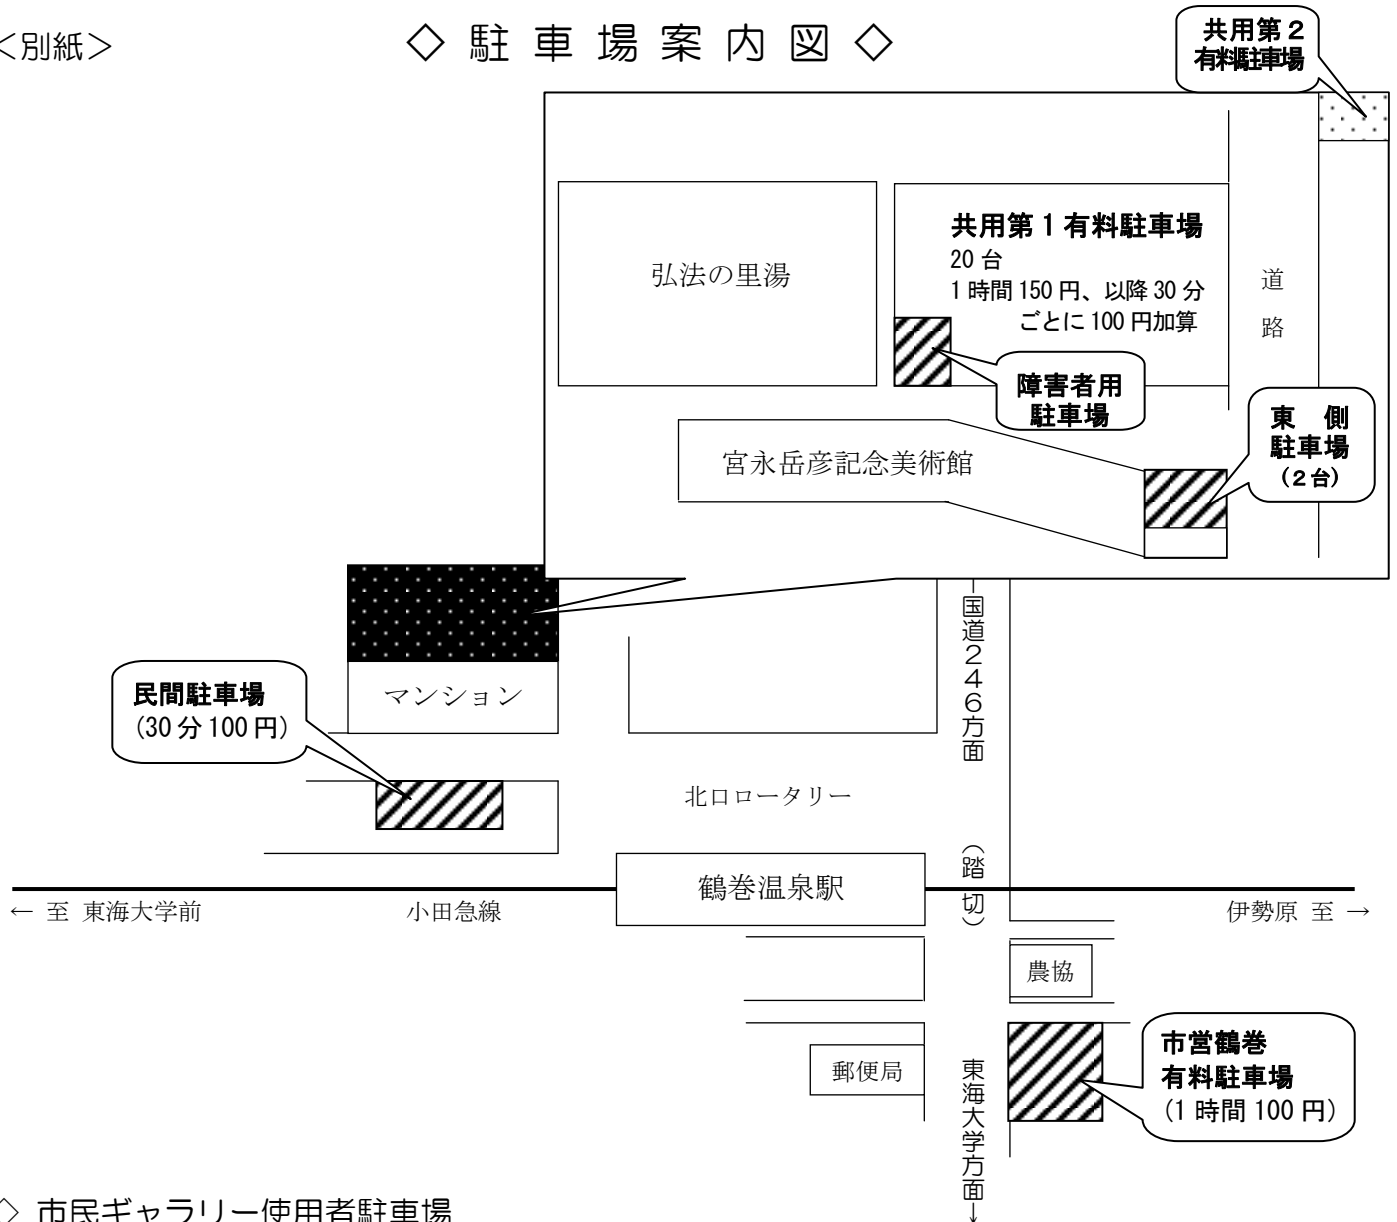 ＜別紙＞
◇ 駐 車 場 案 内 図 ◇
共用第２
有料駐車場
共用第１有料駐車場
20 台
1 時間 150 円、以降 30 分
ごとに 100 円加算
弘法の里湯
道
路
障害者用
駐車場
東　側
駐車場
（２台）
宮永岳彦記念美術館
国道２４６方面
マンション
民間駐車場
（30 分 100 円）
北口ロータリー
（踏切）
鶴巻温泉駅
← 至 東海大学前
小田急線
伊勢原 至 →
農協
郵便局
東海大学方面→
市営鶴巻
有料駐車場
（1 時間 100 円）
◇ 市民ギャラリー使用者駐車場